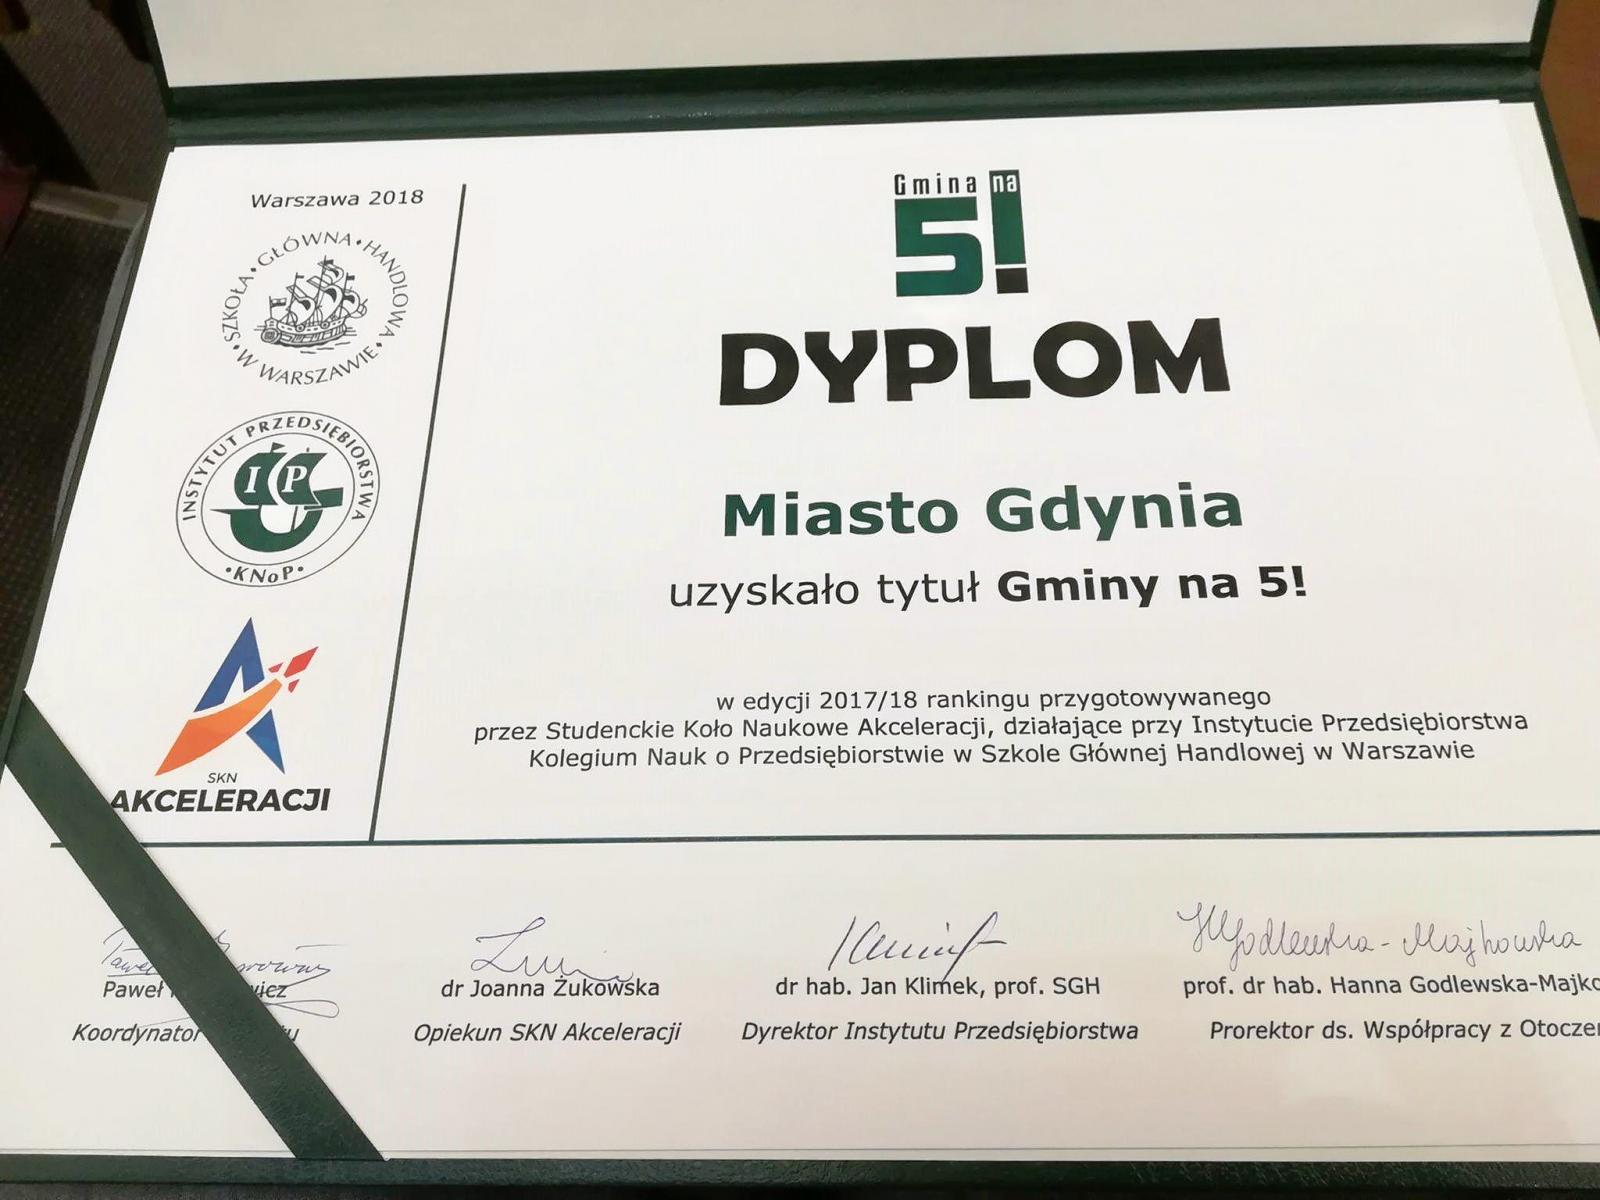 Warszawa 2018
SZKOŁA • GŁÓWNA • HANDLOWA • W WARSZAWIE •
INSTYTUT PRZEDSIĘBIORSTWA
I P
• KNoP •
SKN
AKCELERACJI
Gmina na
5!
DYPLOM
Miasto Gdynia
uzyskało tytuł Gminy na 5!
w edycji 2017/18 rankingu przygotowywanego
przez Studenckie Koło Naukowe Akceleracji, działające przy Instytucie Przedsiębiorstwa
Kolegium Nauk o Przedsiębiorstwie w Szkole Głównej Handlowej w Warszawie
Paweł
Koordynator
dr Joanna Żukowska
Opiekun SKN Akceleracji
dr hab. Jan Klimek, prof. SGH
Dyrektor Instytutu Przedsiębiorstwa
H Godlewska-Majkowska
prof. dr hab. Hanna Godlewska-Majko
Prorektor ds. Współpracy z Otocze